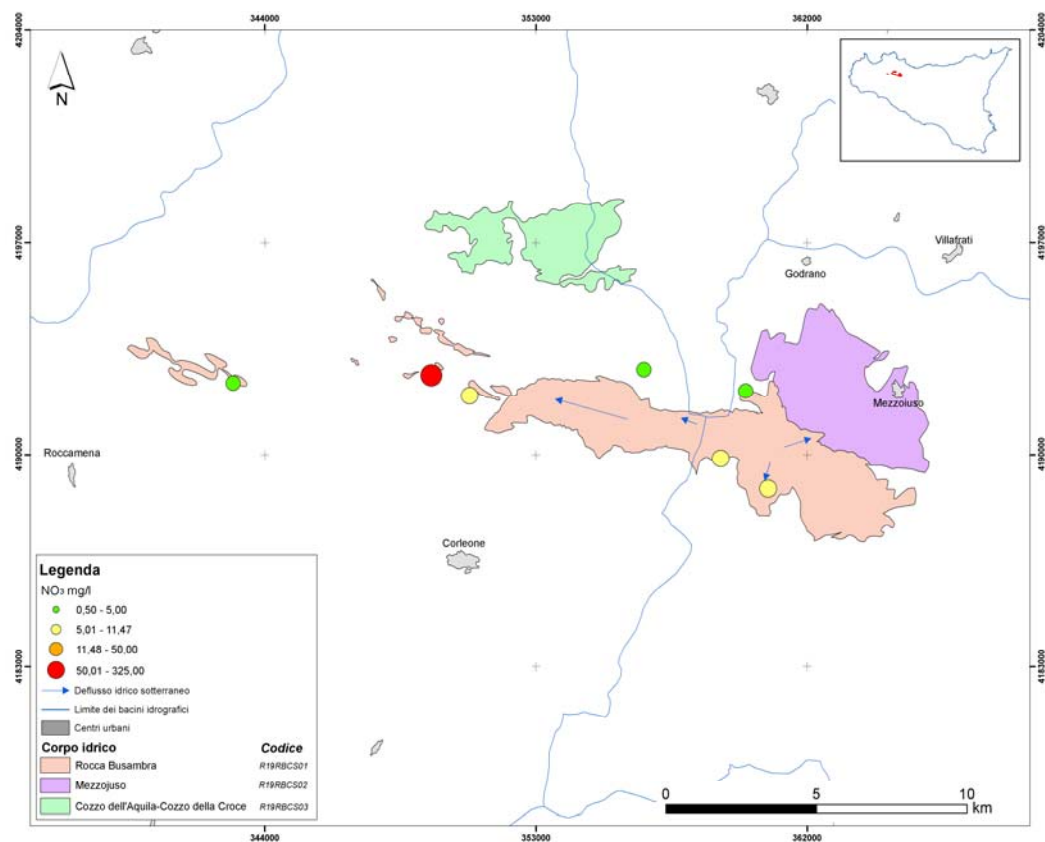 344000 353000 362000
4204000 4204000
N
4197000 4197000
Villafrati
Godrano
Mezzojuso
4190000 4190000
Roccamena
Corleone
4183000 4183000
Legenda
NO3 mg/l
0,50 - 5,00
5,01 - 11,47
11,48 - 50,00
50,01 - 325,00
Deflusso idrico sotterraneo
Limite dei bacini idrografici
Centri urbani
Corpo idrico Codice
Rocca Busambra R19RBCS01
Mezzojuso R19RBCS02
Cozzo dell'Aquila-Cozzo della Croce R19RBCS03
0 5 10
km
344000 353000 362000